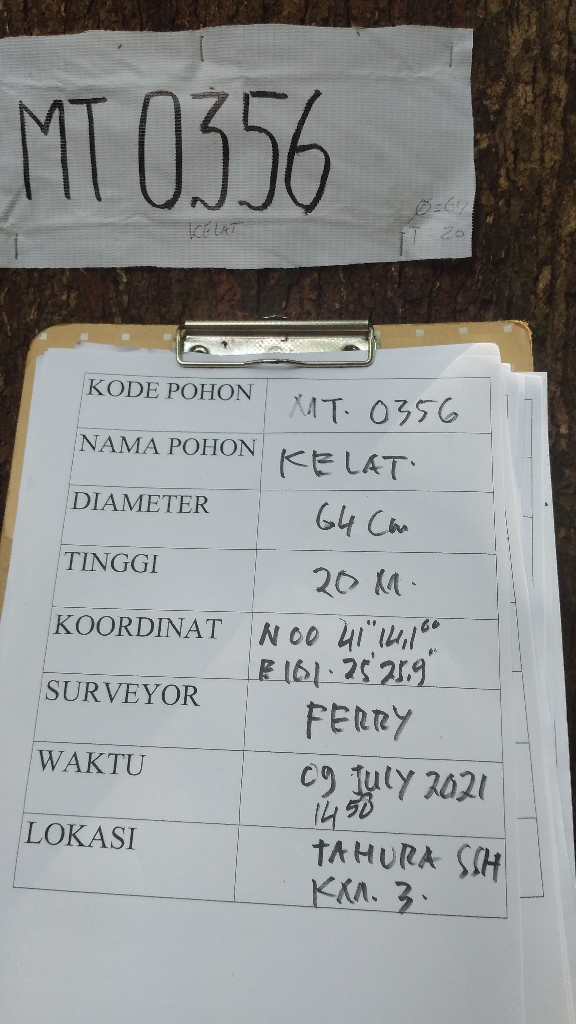 MT 0356
KELAT
Ø=64
T 20
KODE POHON MT. 0356
NAMA POHON KELAT.
DIAMETER 64 Cm
TINGGI 20 M.
KOORDINAT N 00 41" 14,1""
E 101. 25' 25.9"
SURVEYOR FERRY
WAKTU 09 JULY 2021
14 50
LOKASI TAHURA SSH
KM. 3.